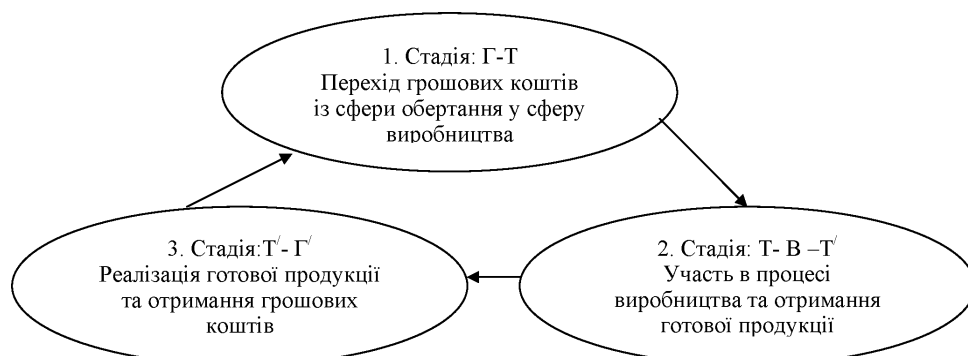 1. Стадія: Г-Т
Перехід грошових коштів
із сфери обертання у сферу
виробництва
3. Стадія:Т/- Г/
Реалізація готової продукції
та отримання грошових
коштів
2. Стадія: Т- В –Т/
Участь в процесі
виробництва та отримання
готової продукції